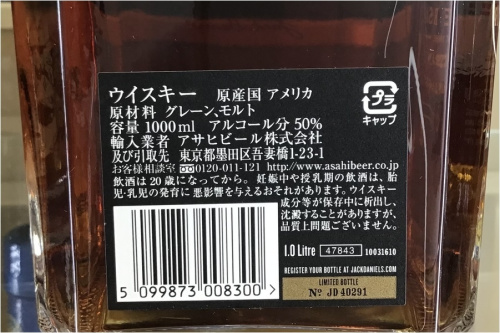 ウイスキー 原産国 アメリカ
原材料 グレーン、モルト
容量 1000ml アルコール分 50%
輸入業者 アサヒビール株式会社
及び引取先 東京都墨田区吾妻橋1-23-1
お客様相談室 0120-011-121 http://www.asahibeer.co.jp
飲酒は20歳になってから。妊娠中や授乳期の飲酒は、胎
児・乳児の発育に悪影響を与えるおそれがあります。ウイスキー
成分等が保存中に析出し、
沈澱することがありますが、
品質上問題ございません。
プラ
キャップ
5 099873 008300 >
1.0 Litre 47843 10031610
REGISTER YOUR BOTTLE AT JACKDANIELS.COM
LIMITED BOTTLE
No JD 40291